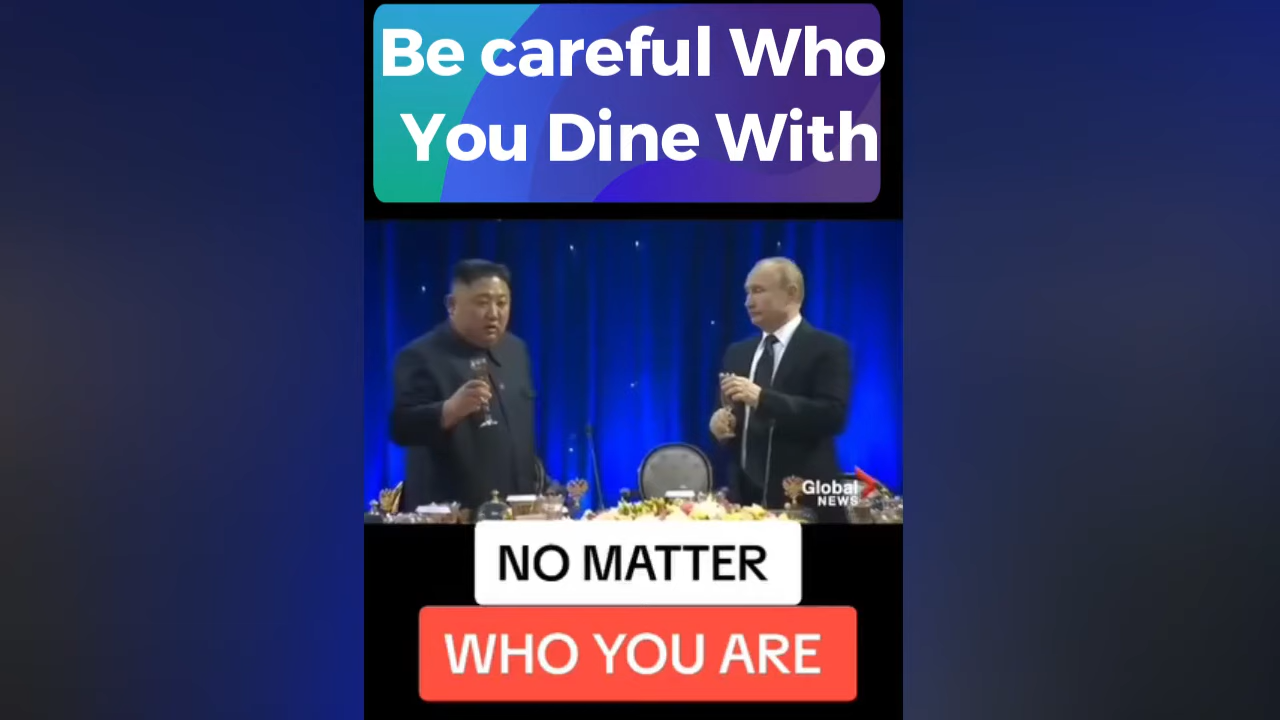 Be careful Who
You Dine With
Global
NEWS
NO MATTER
WHO YOU ARE